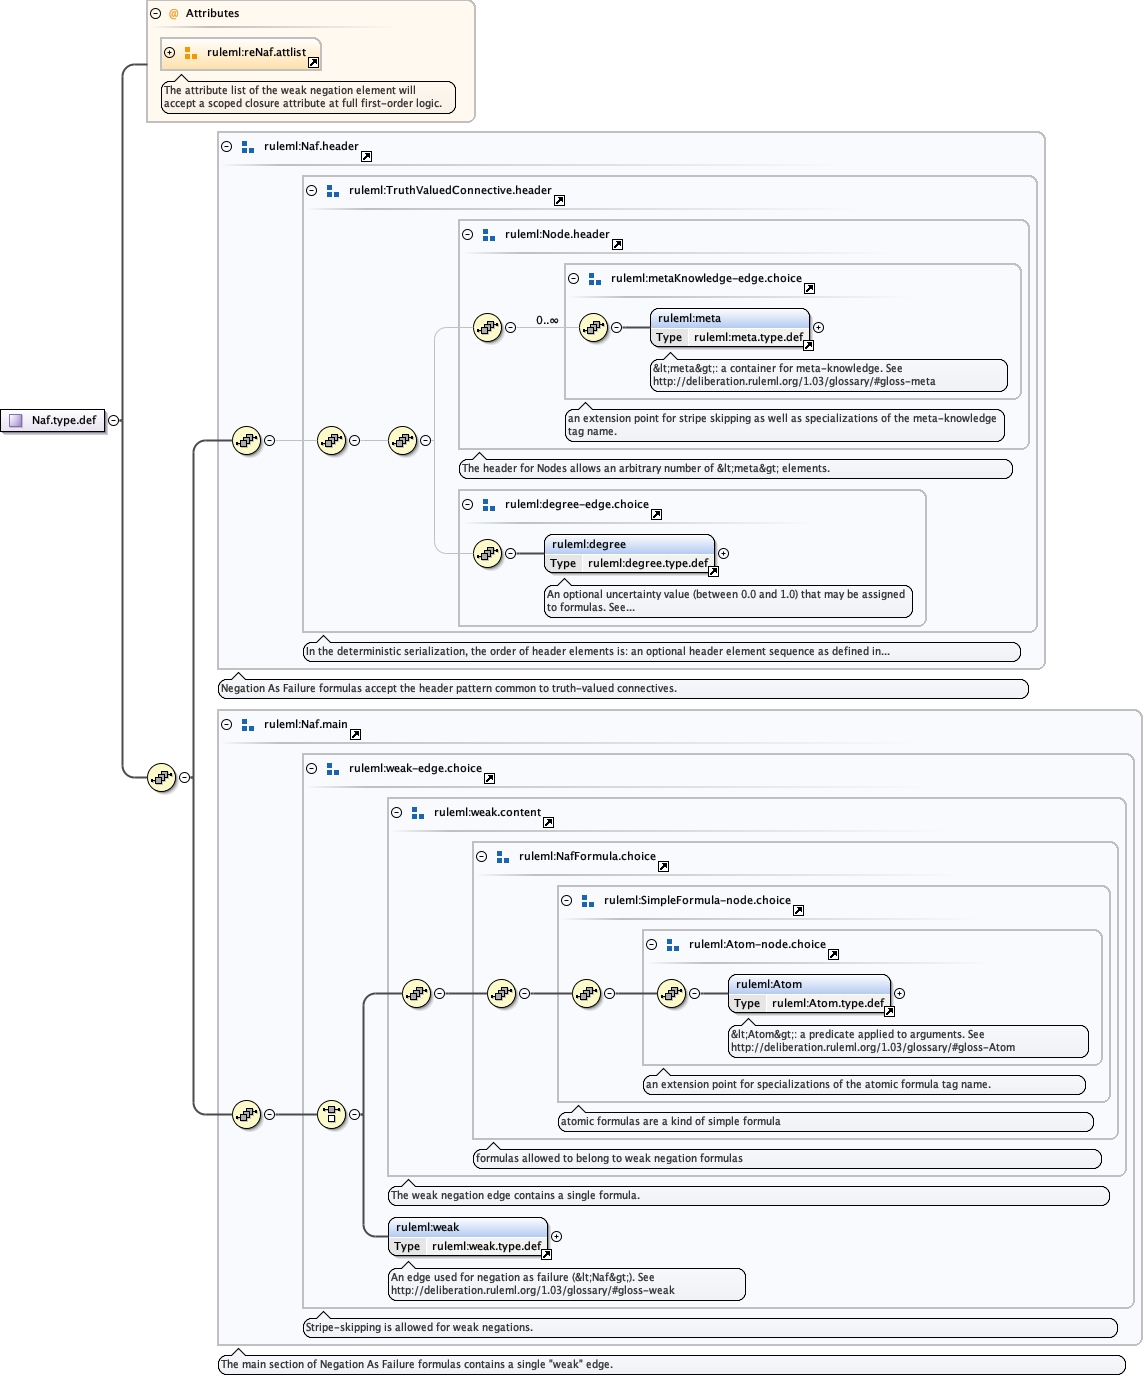 @ Attributes
ruleml:reNaf.attlist
The attribute list of the weak negation element will
accept a scoped closure attribute at full first-order logic.
ruleml:Naf.header
ruleml:TruthValuedConnective.header
ruleml:Node.header
ruleml:metaKnowledge-edge.choice
0..∞
ruleml:meta
Type ruleml:meta.type.def
&lt;meta&gt;: a container for meta-knowledge. See
http://deliberation.ruleml.org/1.03/glossary/#gloss-meta
an extension point for stripe skipping as well as specializations of the meta-knowledge
tag name.
Naf.type.def
The header for Nodes allows an arbitrary number of &lt;meta&gt; elements.
ruleml:degree-edge.choice
ruleml:degree
Type ruleml:degree.type.def
An optional uncertainty value (between 0.0 and 1.0) that may be assigned
to formulas. See...
In the deterministic serialization, the order of header elements is: an optional header element sequence as defined in...
Negation As Failure formulas accept the header pattern common to truth-valued connectives.
ruleml:Naf.main
ruleml:weak-edge.choice
ruleml:weak.content
ruleml:NafFormula.choice
ruleml:SimpleFormula-node.choice
ruleml:Atom-node.choice
ruleml:Atom
Type ruleml:Atom.type.def
&lt;Atom&gt;: a predicate applied to arguments. See
http://deliberation.ruleml.org/1.03/glossary/#gloss-Atom
an extension point for specializations of the atomic formula tag name.
atomic formulas are a kind of simple formula
formulas allowed to belong to weak negation formulas
The weak negation edge contains a single formula.
ruleml:weak
Type ruleml:weak.type.def
An edge used for negation as failure (&lt;Naf&gt;). See
http://deliberation.ruleml.org/1.03/glossary/#gloss-weak
Stripe-skipping is allowed for weak negations.
The main section of Negation As Failure formulas contains a single "weak" edge.